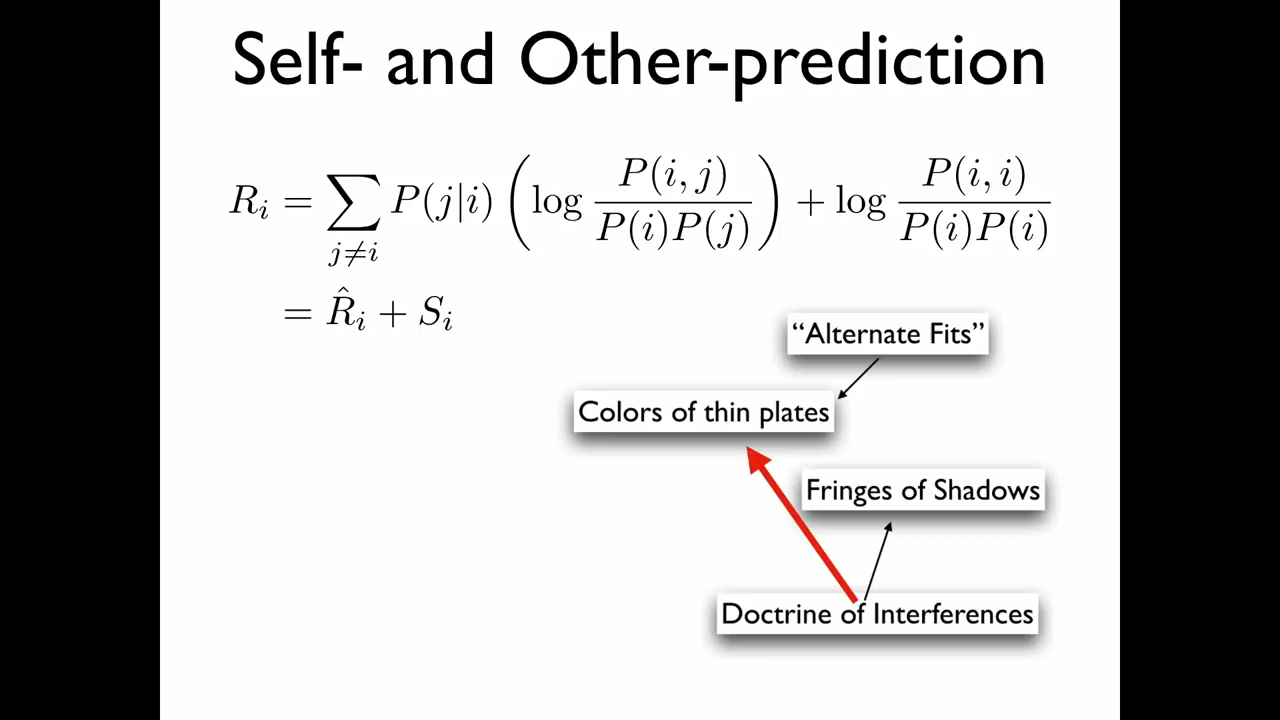 Self- and Other-prediction
R_i = \sum_{j \neq i} P(j|i) \left( \log \frac{P(i,j)}{P(i)P(j)} \right) + \log \frac{P(i,i)}{P(i)P(i)}
= \hat{R}_i + S_i
“Alternate Fits”
Colors of thin plates
Fringes of Shadows
Doctrine of Interferences